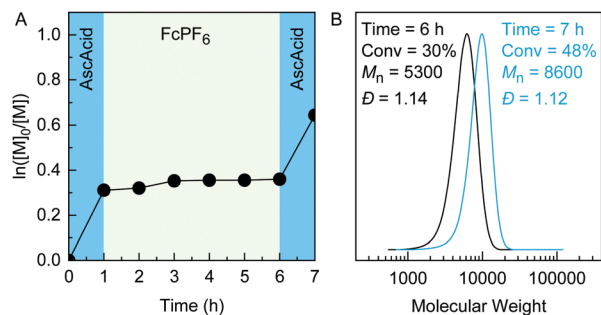 A
AscAcid
FcPF6
AscAcid
ln([M]0/[M])
1.0
0.8
0.6
0.4
0.2
0.0
0 1 2 3 4 5 6 7
Time (h)
B
Time = 6 h
Conv = 30%
Mn = 5300
Đ = 1.14
Time = 7 h
Conv = 48%
Mn = 8600
Đ = 1.12
1000 10000 100000
Molecular Weight